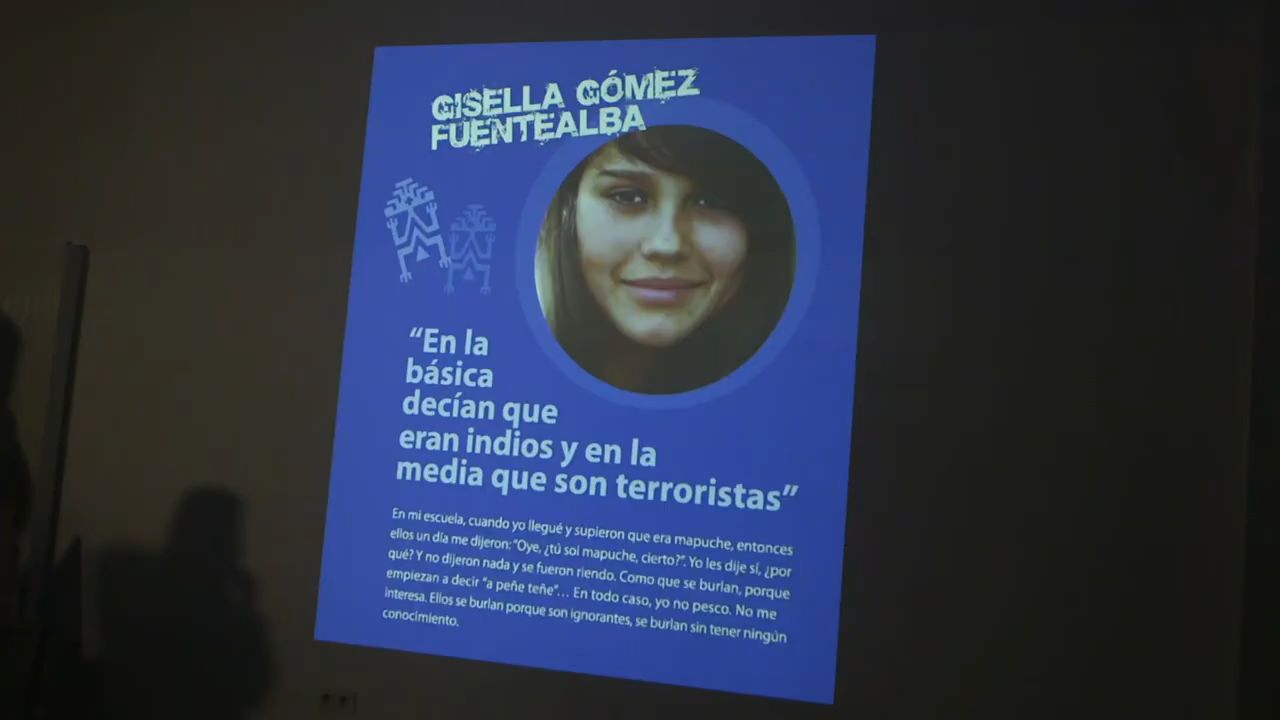 GISELLA GÓMEZ
FUENTEALBA
“En la
básica
decían que
eran indios y en la
media que son terroristas”
En mi escuela, cuando yo llegué y supieron que era mapuche, entonces
ellos un día me dijeron: “Oye, ¿tú soi mapuche, cierto?”. Yo les dije sí, ¿por
qué? Y no dijeron nada y se fueron riendo. Como que se burlan, porque
empiezan a decir “a peñe teñe”... En todo caso, yo no pesco. No me
interesa. Ellos se burlan porque son ignorantes, se burlan sin tener ningún
conocimiento.